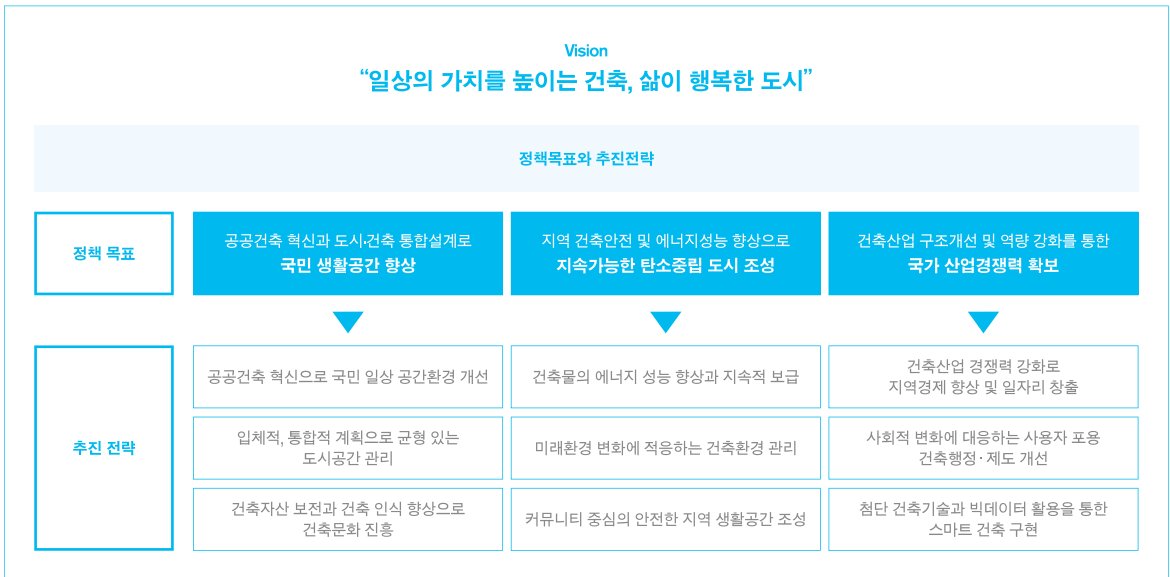 Vision
“일상의 가치를 높이는 건축, 삶이 행복한 도시”
정책목표와 추진전략
정책 목표
공공건축 혁신과 도시·건축 통합설계로
국민 생활공간 향상
지역 건축안전 및 에너지성능 향상으로
지속가능한 탄소중립 도시 조성
건축산업 구조개선 및 역량 강화를 통한
국가 산업경쟁력 확보
추진 전략
공공건축 혁신으로 국민 일상 공간환경 개선
건축물의 에너지 성능 향상과 지속적 보급
건축산업 경쟁력 강화로
지역경제 향상 및 일자리 창출
입체적, 통합적 계획으로 균형 있는
도시공간 관리
미래환경 변화에 적응하는 건축환경 관리
사회적 변화에 대응하는 사용자 포용
건축행정·제도 개선
건축자산 보전과 건축 인식 향상으로
건축문화 진흥
커뮤니티 중심의 안전한 지역 생활공간 조성
첨단 건축기술과 빅데이터 활용을 통한
스마트 건축 구현